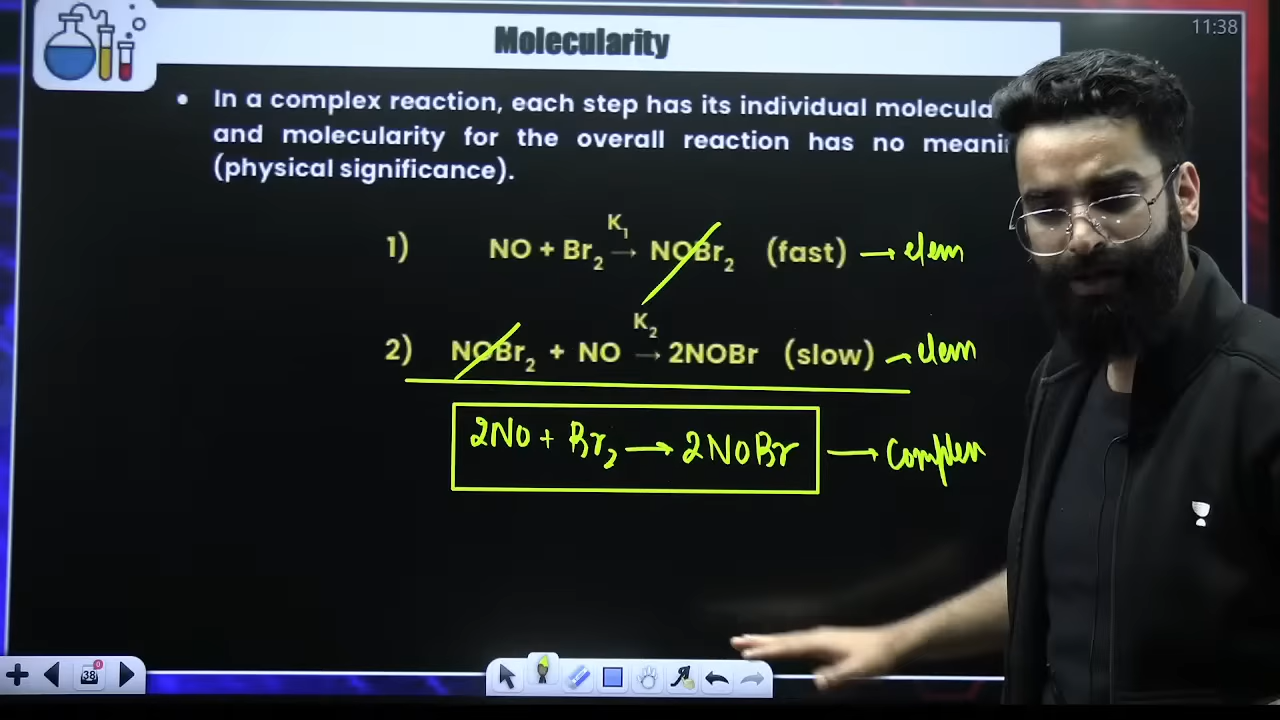 Molecularity
11:38
• In a complex reaction, each step has its individual
and molecularity for the overall reaction has no
(physical significance).
K₁
1) NO + Br₂ → NOBr₂ (fast) → elem
K₂
2) NOBr₂ + NO → 2NOBr (slow) → elem
2NO + Br₂ → 2NOBr → Complex
38